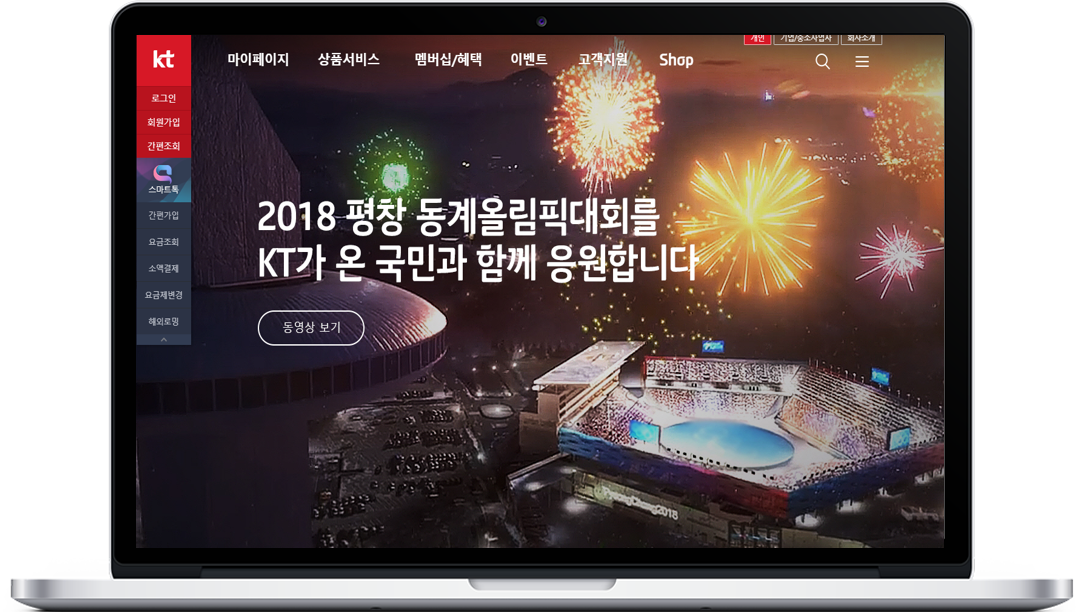 개인 기업/중소사업자 회사소개
kt
마이페이지 상품서비스 멤버십/혜택 이벤트 고객지원 Shop
로그인
회원가입
간편조회
스마트톡
간편가입
요금조회
소액결제
요금제변경
해외로밍
2018 평창 동계올림픽대회를
KT가 온 국민과 함께 응원합니다
동영상 보기
PyeongChang2018